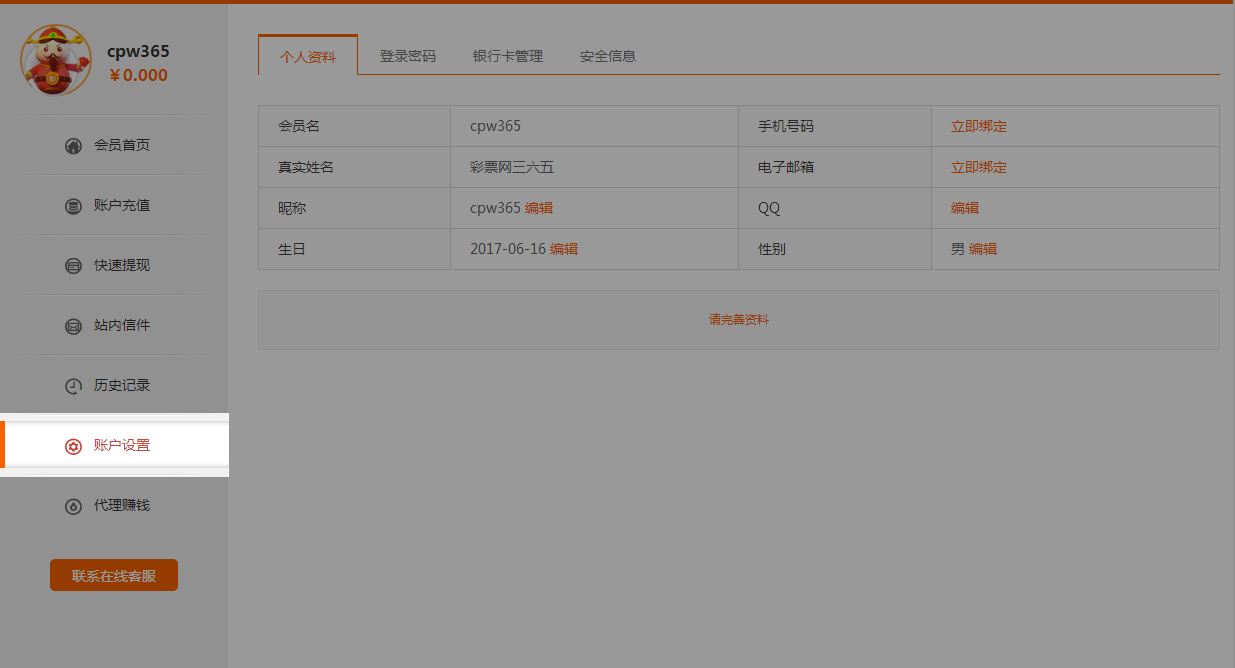 cpw365
¥0.000
会员首页
账户充值
快速提现
站内信件
历史记录
账户设置
代理赚钱
联系在线客服
个人资料 登录密码 银行卡管理 安全信息
会员名 cpw365 手机号码 立即绑定
真实姓名 彩票网三六五 电子邮箱 立即绑定
昵称 cpw365 编辑 QQ 编辑
生日 2017-06-16 编辑 性别 男 编辑
请完善资料